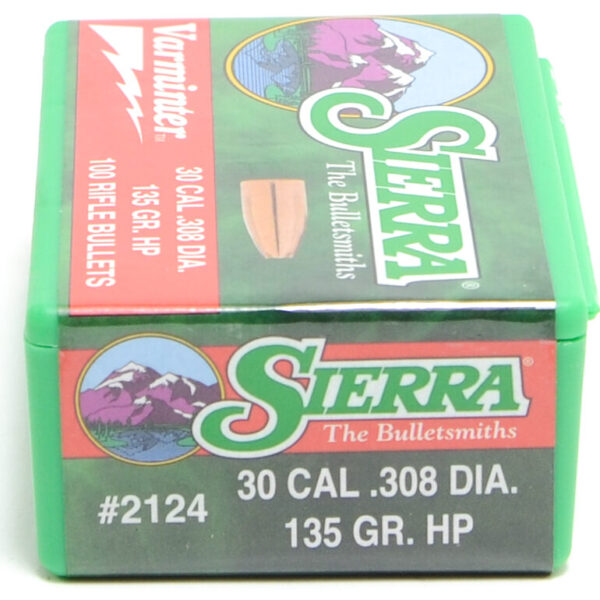 Varminter™
30 CAL .308 DIA.
135 GR. HP
100 RIFLE BULLETS
SIERRA®
The Bulletsmiths
SIERRA®
The Bulletsmiths
#2124
30 CAL .308 DIA.
135 GR. HP